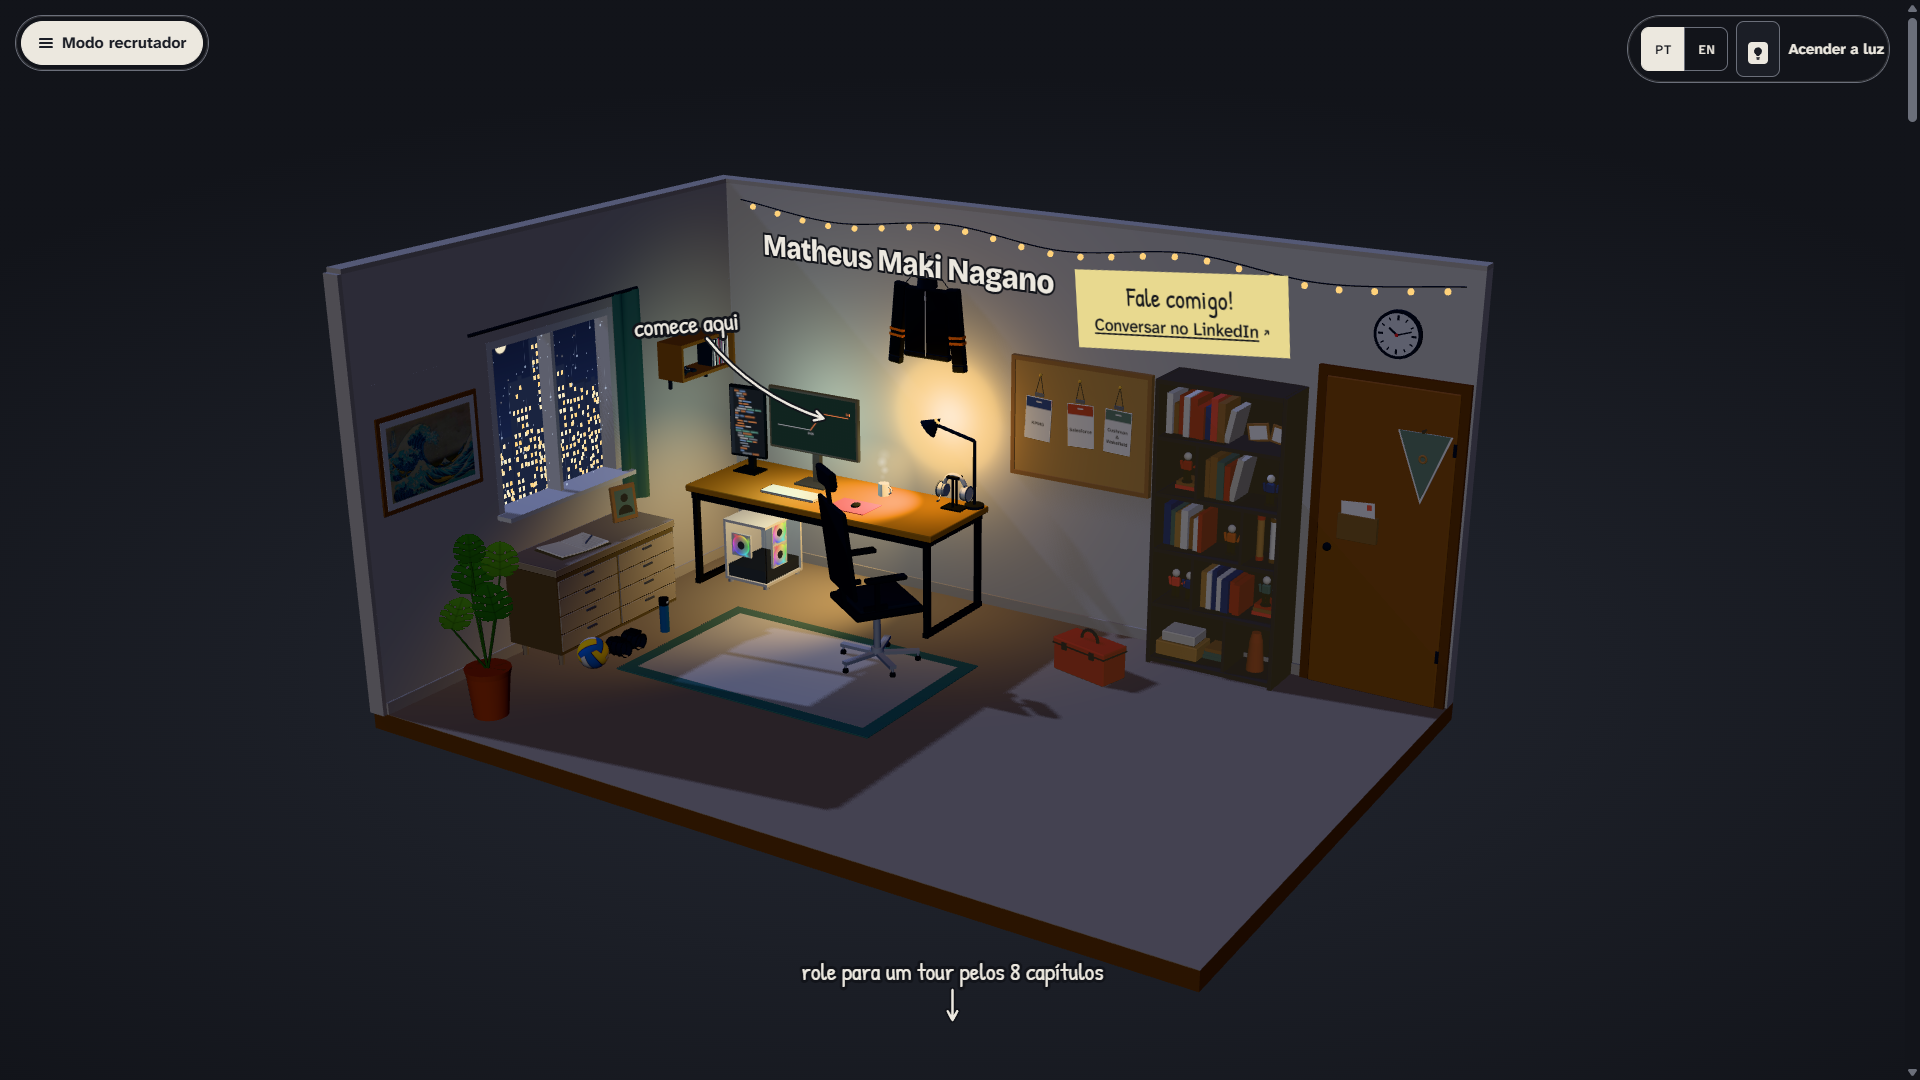 Modo recrutador
PT
EN
Acender a luz
Matheus Maki Nagano
Fale comigo!
Conversar no LinkedIn ↗
comece aqui
role para um tour pelos 8 capítulos